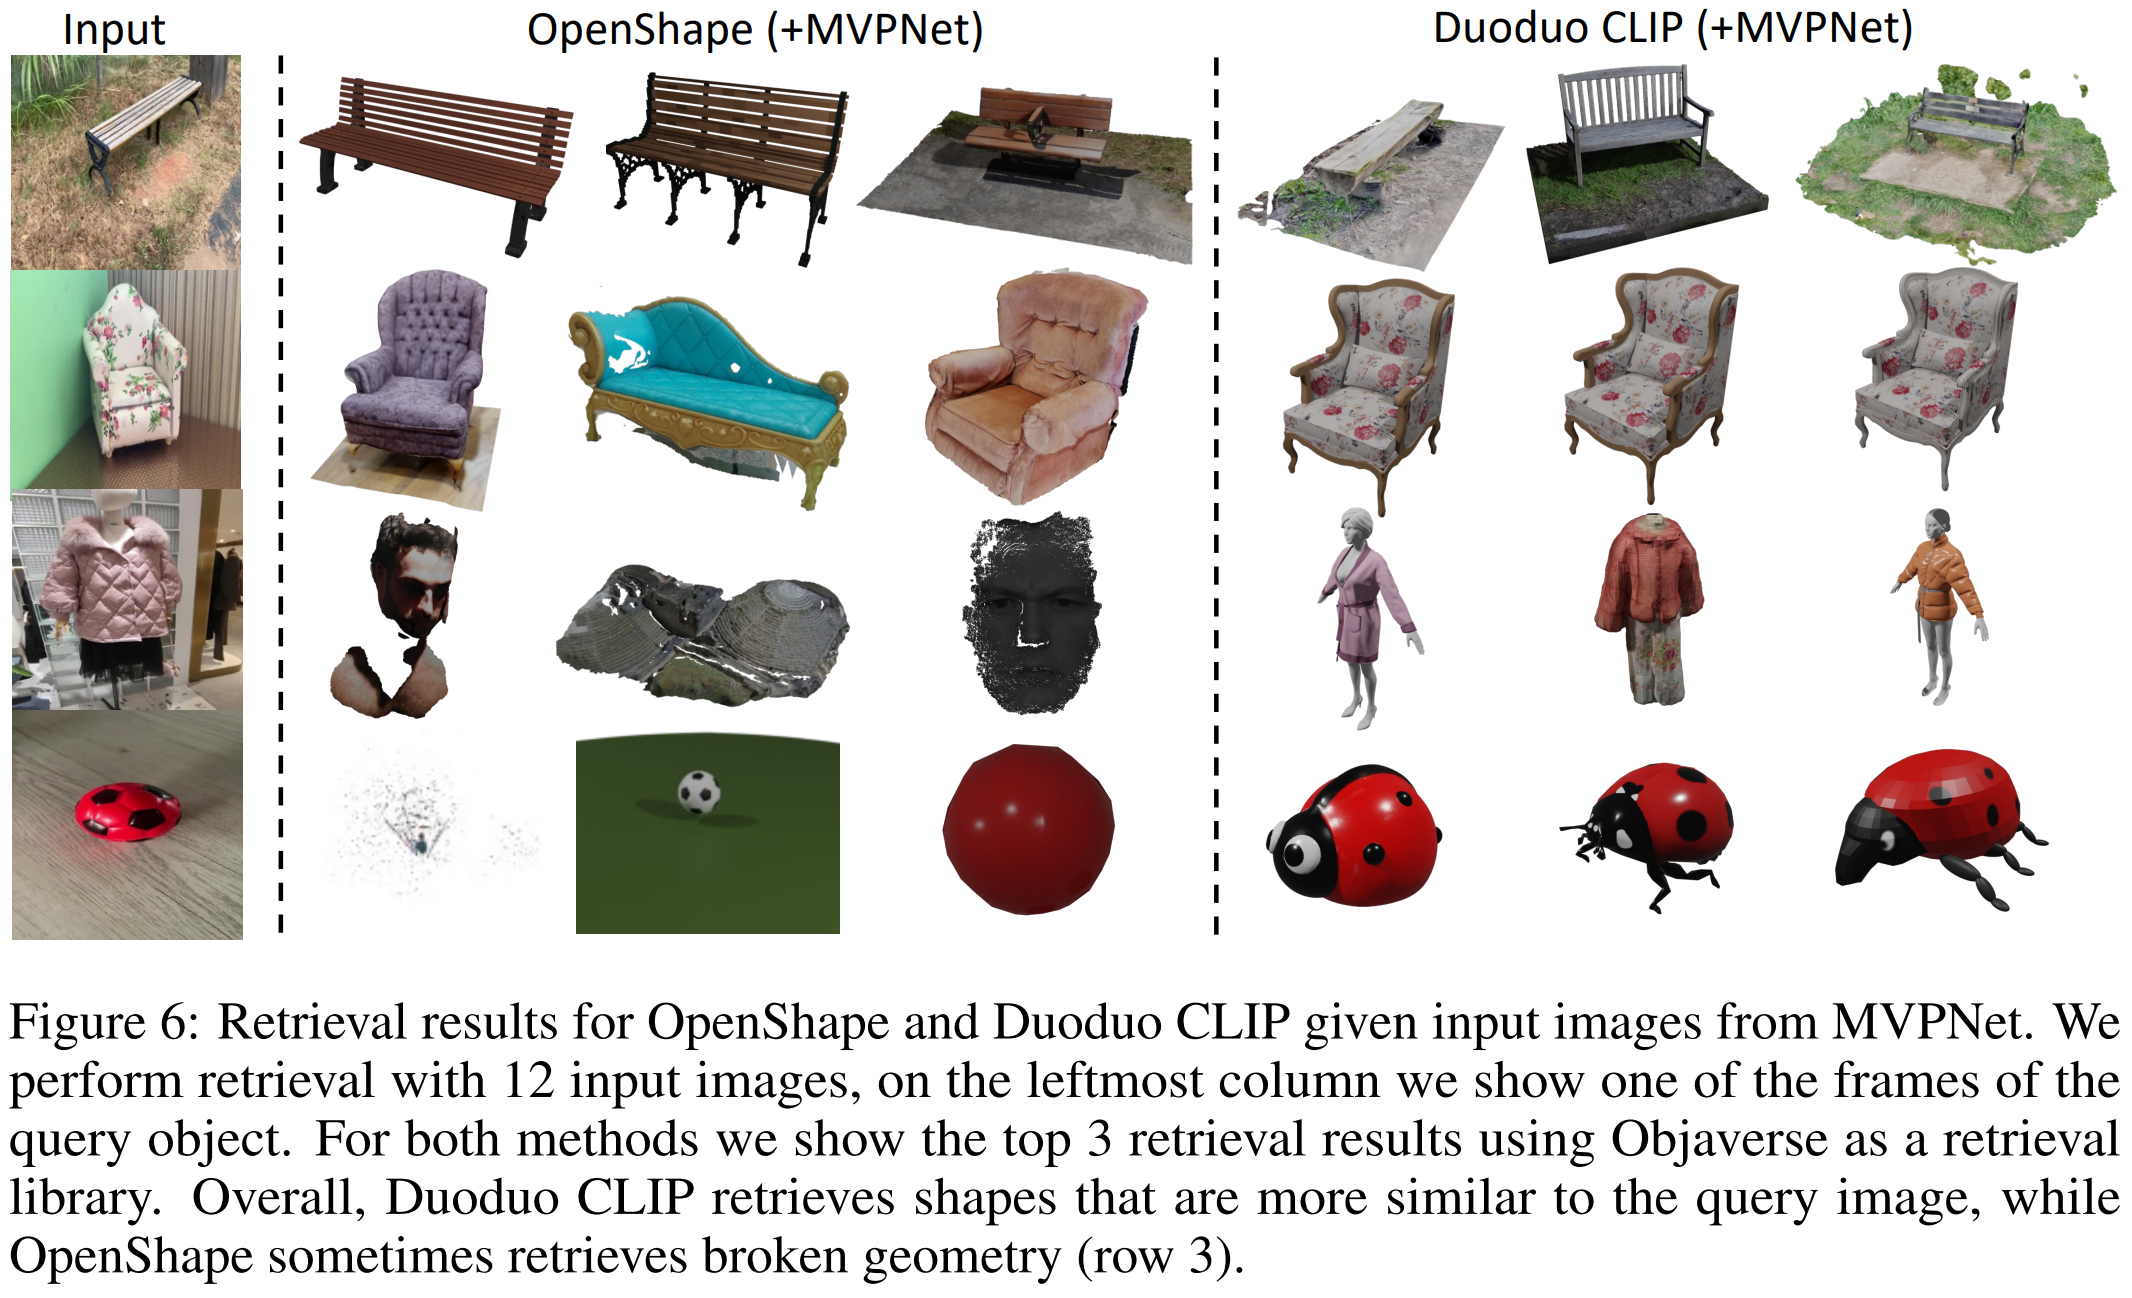 Input
OpenShape (+MVPNet)
Duoduo CLIP (+MVPNet)
Figure 6: Retrieval results for OpenShape and Duoduo CLIP given input images from MVPNet. We
perform retrieval with 12 input images, on the leftmost column we show one of the frames of the
query object. For both methods we show the top 3 retrieval results using Objaverse as a retrieval
library. Overall, Duoduo CLIP retrieves shapes that are more similar to the query image, while
OpenShape sometimes retrieves broken geometry (row 3).